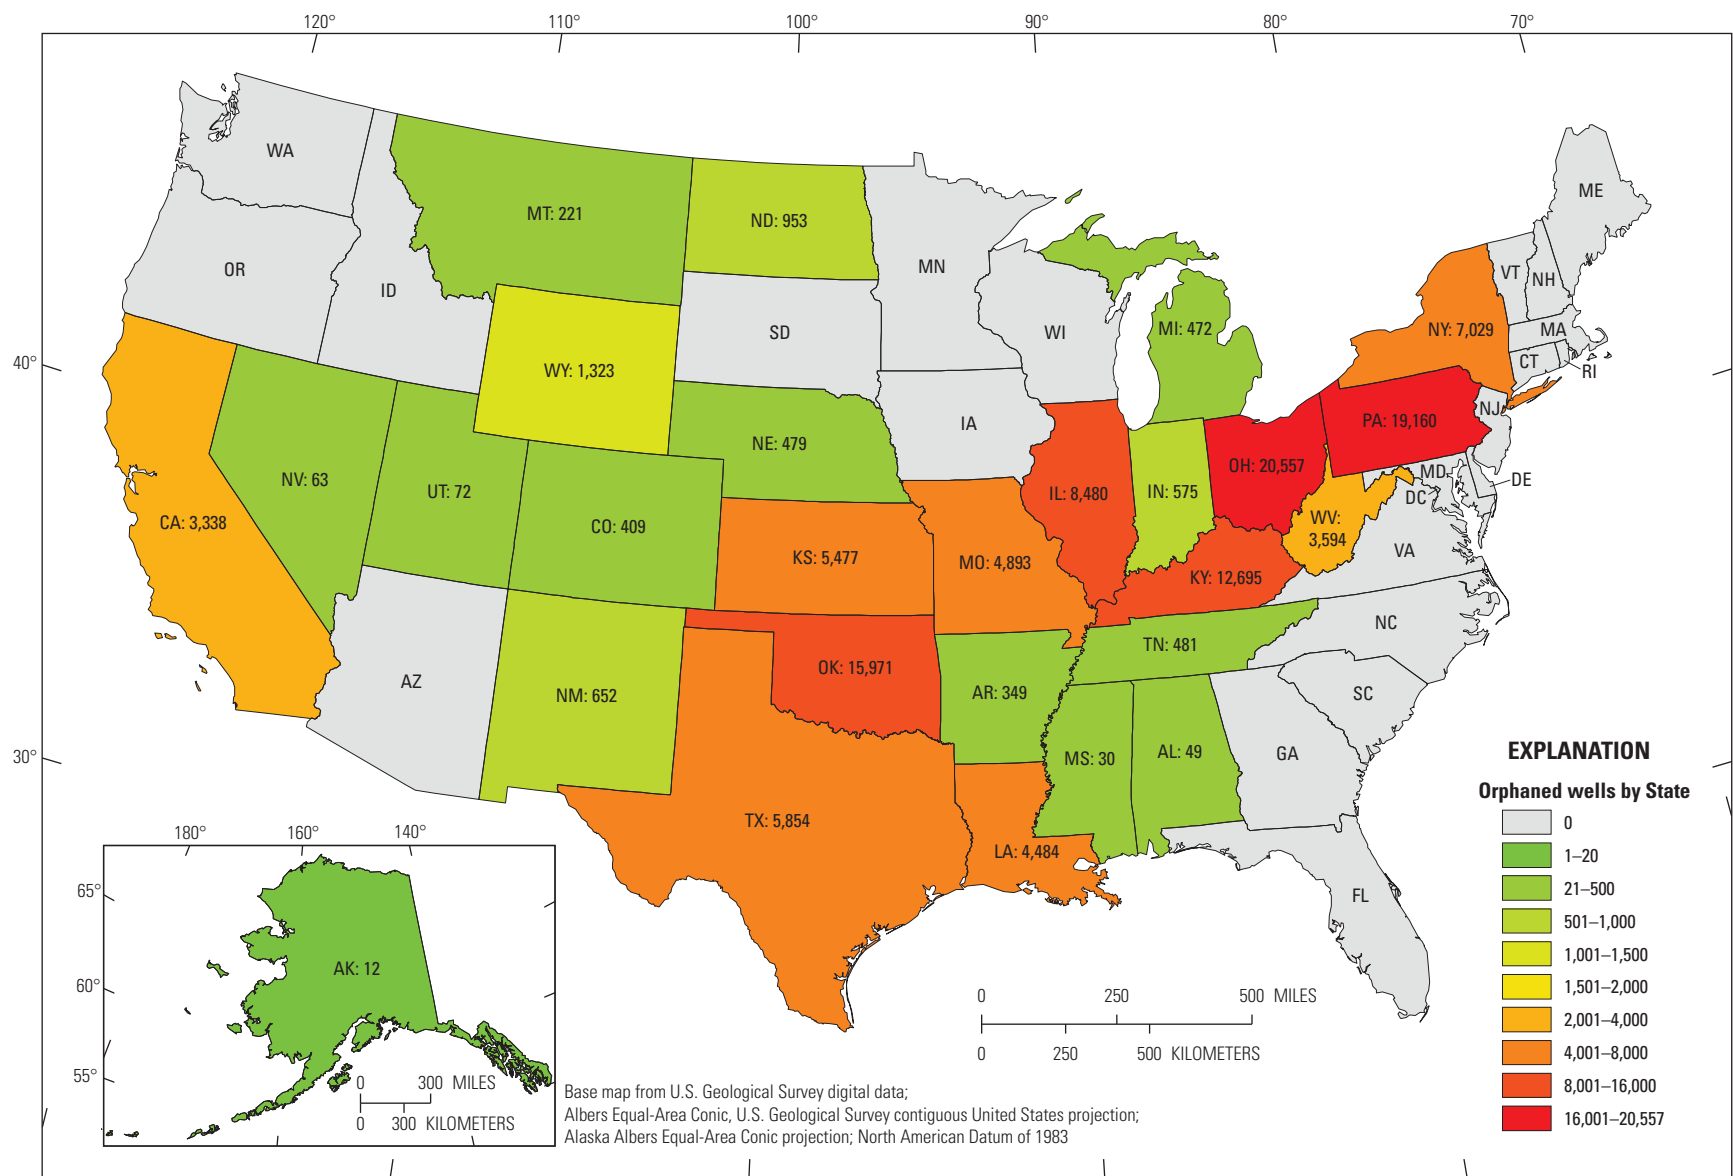 120°
110°
100°
90°
80°
70°
40°
30°
WA
OR
ID
MT: 221
ND: 953
MN
ME
SD
WI
MI: 472
VT
NH
NY: 7,029
MA
CT
RI
WY: 1,323
NE: 479
IA
PA: 19,160
NJ
NV: 63
UT: 72
CO: 409
IL: 8,480
IN: 575
OH: 20,557
MD
DE
DC
CA: 3,338
KS: 5,477
MO: 4,893
WV:
3,594
VA
KY: 12,695
NC
TN: 481
AZ
NM: 652
OK: 15,971
AR: 349
SC
MS: 30
AL: 49
GA
TX: 5,854
LA: 4,484
FL
180°
160°
140°
65°
60°
55°
AK: 12
0 300 MILES
0 300 KILOMETERS
0 250 500 MILES
0 250 500 KILOMETERS
Base map from U.S. Geological Survey digital data;
Albers Equal-Area Conic, U.S. Geological Survey contiguous United States projection;
Alaska Albers Equal-Area Conic projection; North American Datum of 1983
EXPLANATION
Orphaned wells by State
0
1–20
21–500
501–1,000
1,001–1,500
1,501–2,000
2,001–4,000
4,001–8,000
8,001–16,000
16,001–20,557